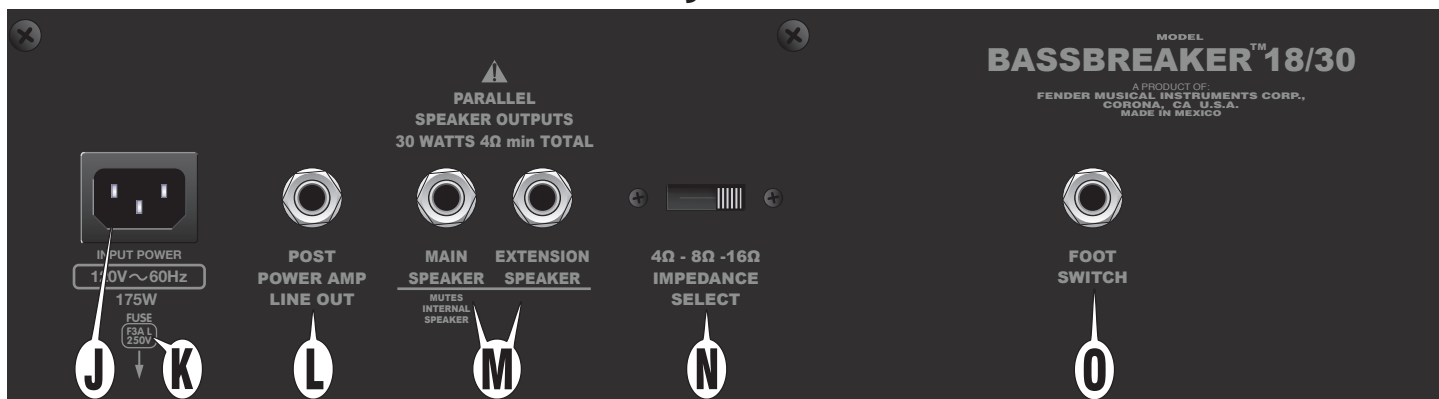 PARALLEL
SPEAKER OUTPUTS
30 WATTS 4Ω min TOTAL
MODEL
BASSBREAKER™18/30
A PRODUCT OF:
FENDER MUSICAL INSTRUMENTS CORP.,
CORONA, CA U.S.A.
MADE IN MEXICO
INPUT POWER
120V～60Hz
175W
FUSE
F3A L
250V
POST
POWER AMP
LINE OUT
MAIN
SPEAKER
MUTES
INTERNAL
SPEAKER
EXTENSION
SPEAKER
4Ω - 8Ω -16Ω
IMPEDANCE
SELECT
FOOT
SWITCH
J
K
L
M
N
O